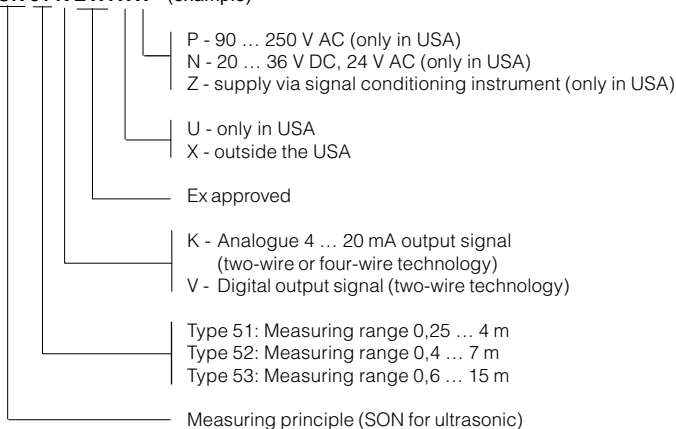 (example)
P - 90 … 250 V AC (only in USA)
N - 20 … 36 V DC, 24 V AC (only in USA)
Z - supply via signal conditioning instrument (only in USA)
U - only in USA
X - outside the USA
Ex approved
K - Analogue 4 … 20 mA output signal
(two-wire or four-wire technology)
V - Digital output signal (two-wire technology)
Type 51: Measuring range 0,25 … 4 m
Type 52: Measuring range 0,4 … 7 m
Type 53: Measuring range 0,6 … 15 m
Measuring principle (SON for ultrasonic)